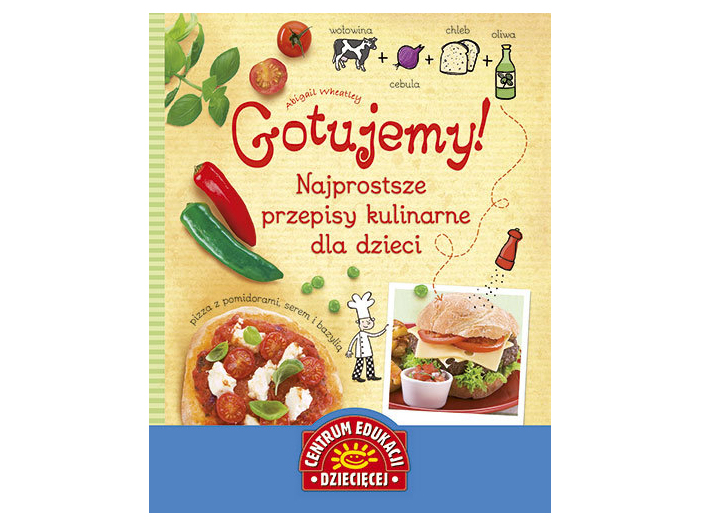 wołowina
chleb
oliwa
cebula
Abigail Wheatley
Gotujemy!
Najprostsze
przepisy kulinarne
dla dzieci
pizza z pomidorami, serem i bazylią
CENTRUM EDUKACJI
• DZIECIĘCEJ •